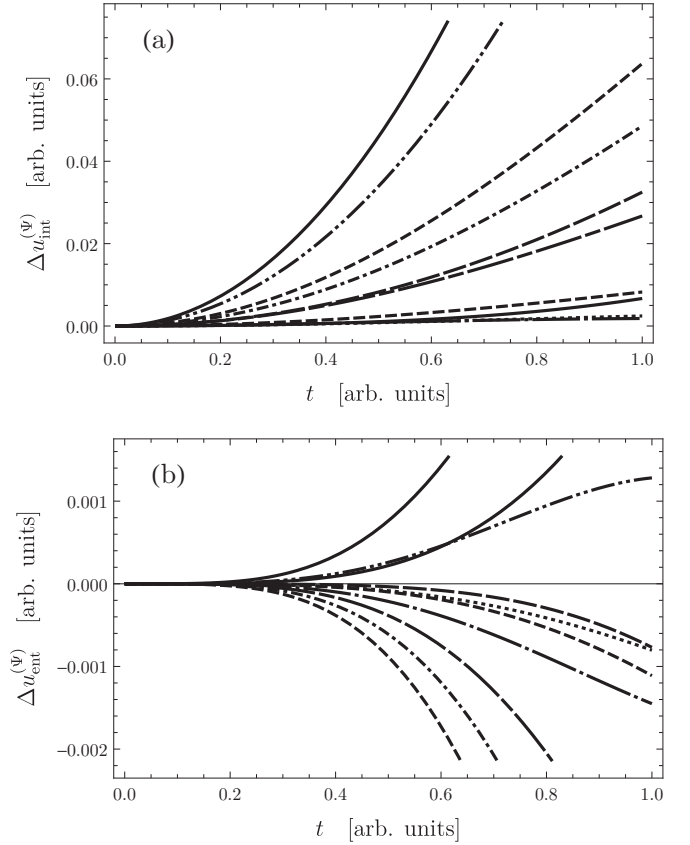 (a)
0.06
0.04
0.02
0.00
Δu_int^(Ψ) [arb. units]
0.0 0.2 0.4 0.6 0.8 1.0
t [arb. units]
(b)
0.001
0.000
−0.001
−0.002
Δu_ent^(Ψ) [arb. units]
0.0 0.2 0.4 0.6 0.8 1.0
t [arb. units]